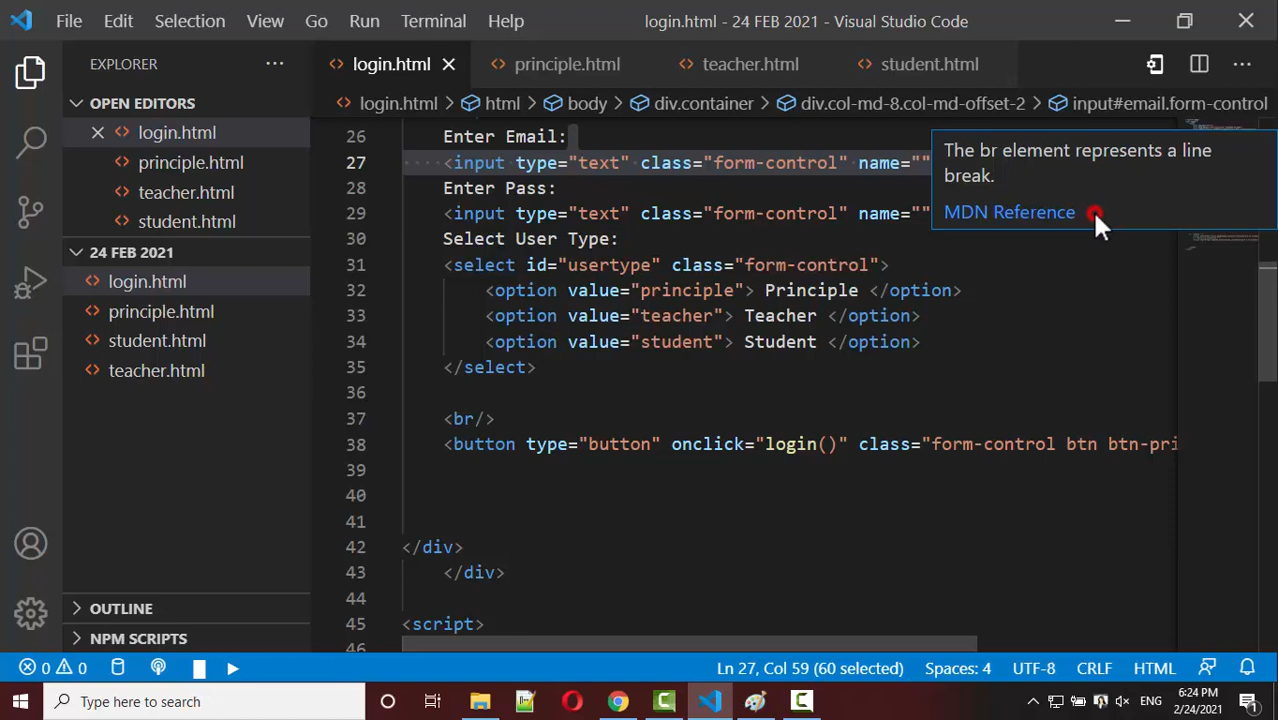 File Edit Selection View Go Run Terminal Help login.html - 24 FEB 2021 - Visual Studio Code
EXPLORER ··· login.html principle.html teacher.html student.html ···
OPEN EDITORS
login.html
principle.html
teacher.html
student.html
24 FEB 2021
login.html
principle.html
student.html
teacher.html
OUTLINE
NPM SCRIPTS
login.html > html > body > div.container > div.col-md-8.col-md-offset-2 > input#email.form-control
26 Enter Email:
27 <input type="text" class="form-control" name=""
28 Enter Pass:
29 <input type="text" class="form-control" name=""
30 Select User Type:
31 <select id="usertype" class="form-control">
32 <option value="principle"> Principle </option>
33 <option value="teacher"> Teacher </option>
34 <option value="student"> Student </option>
35 </select>
36
37 <br/>
38 <button type="button" onclick="login()" class="form-control btn btn-pri
39
40
41
42 </div>
43 </div>
44
45 <script>
46
The br element represents a line
break.
MDN Reference
0 0 Ln 27, Col 59 (60 selected) Spaces: 4 UTF-8 CRLF HTML
Type here to search ENG 6:24 PM
2/24/2021 1